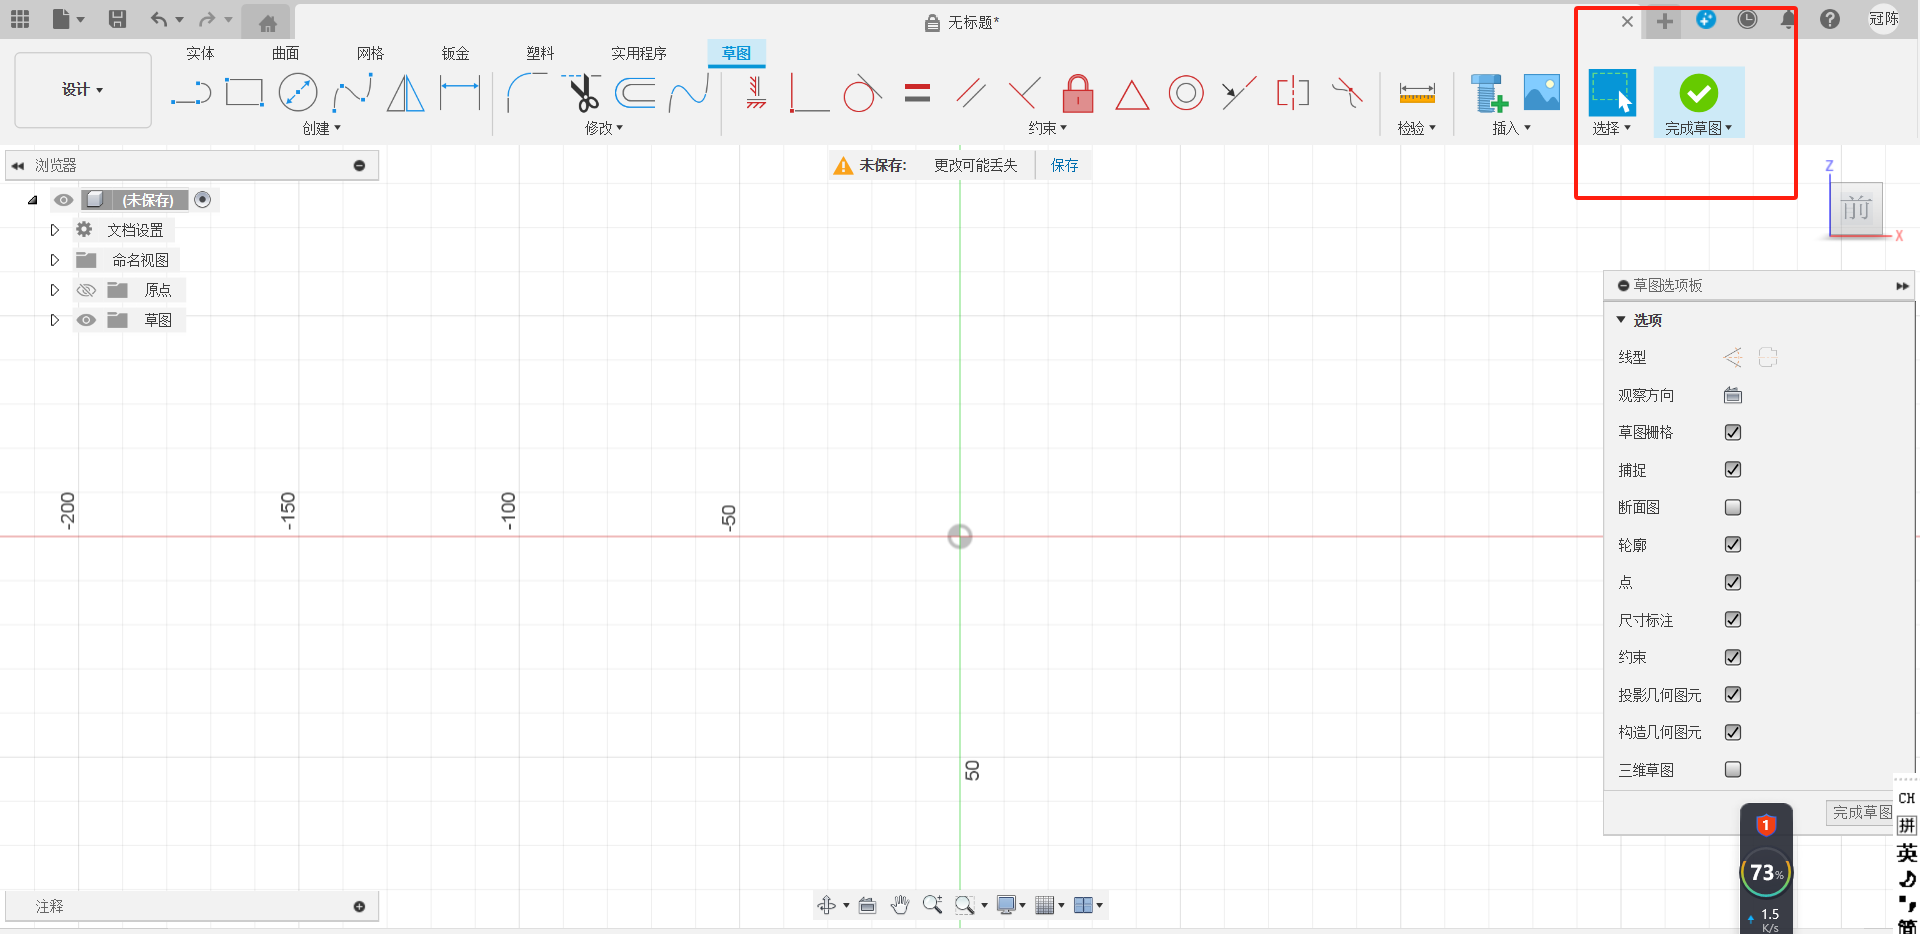 无标题*
冠陈
实体 曲面 网格 钣金 塑料 实用程序 草图
设计
创建 修改 约束 检验 插入 选择 完成草图
浏览器
未保存: 更改可能丢失 保存
(未保存)
文档设置
命名视图
原点
草图
Z
前
X
草图选项板
选项
线型
观察方向
草图栅格
捕捉
断面图
轮廓
点
尺寸标注
约束
投影几何图元
构造几何图元
三维草图
完成草图
-200
-150
-100
-50
50
CH
拼
英
简
1
73%
1.5
K/s
注释